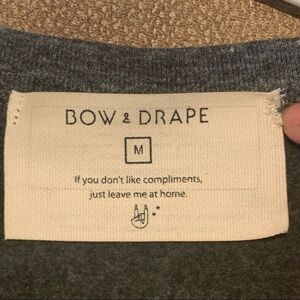 BOW & DRAPE
M
If you don't like compliments,
just leave me at home.